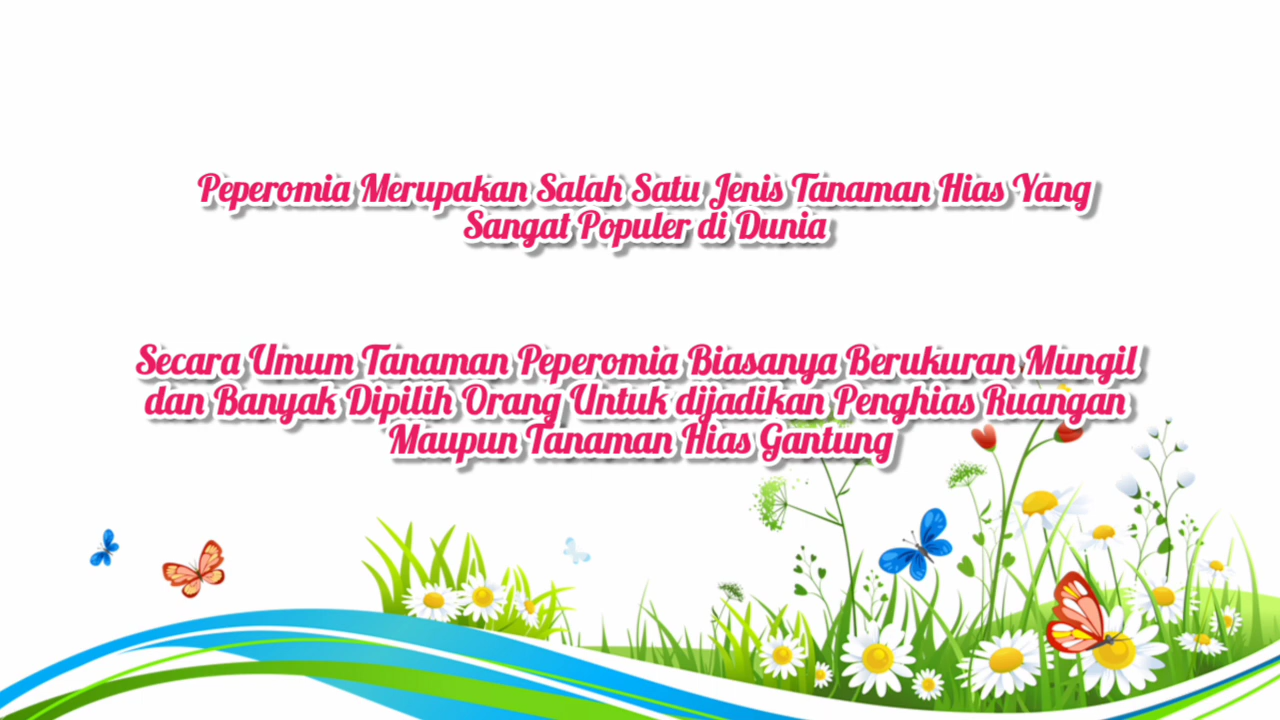 Peperomia Merupakan Salah Satu Jenis Tanaman Hias Yang
Sangat Populer di Dunia
Secara Umum Tanaman Peperomia Biasanya Berukuran Mungil
dan Banyak Dipilih Orang Untuk dijadikan Penghias Ruangan
Maupun Tanaman Hias Gantung